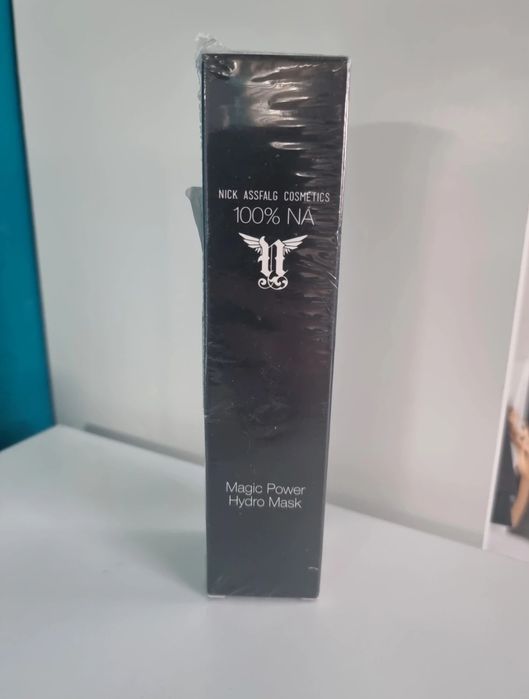 NICK ASSFALG COSMETICS
100% NA
n
Magic Power
Hydro Mask